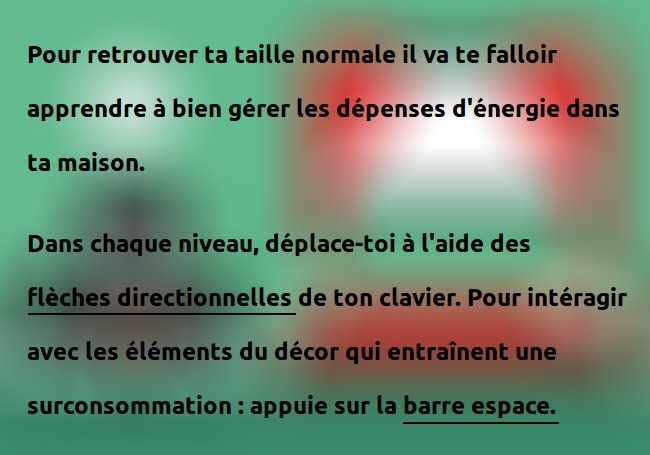 Pour retrouver ta taille normale il va te falloir
apprendre à bien gérer les dépenses d'énergie dans
ta maison.
Dans chaque niveau, déplace-toi à l'aide des
flèches directionnelles de ton clavier. Pour intéragir
avec les éléments du décor qui entraînent une
surconsommation : appuie sur la barre espace.